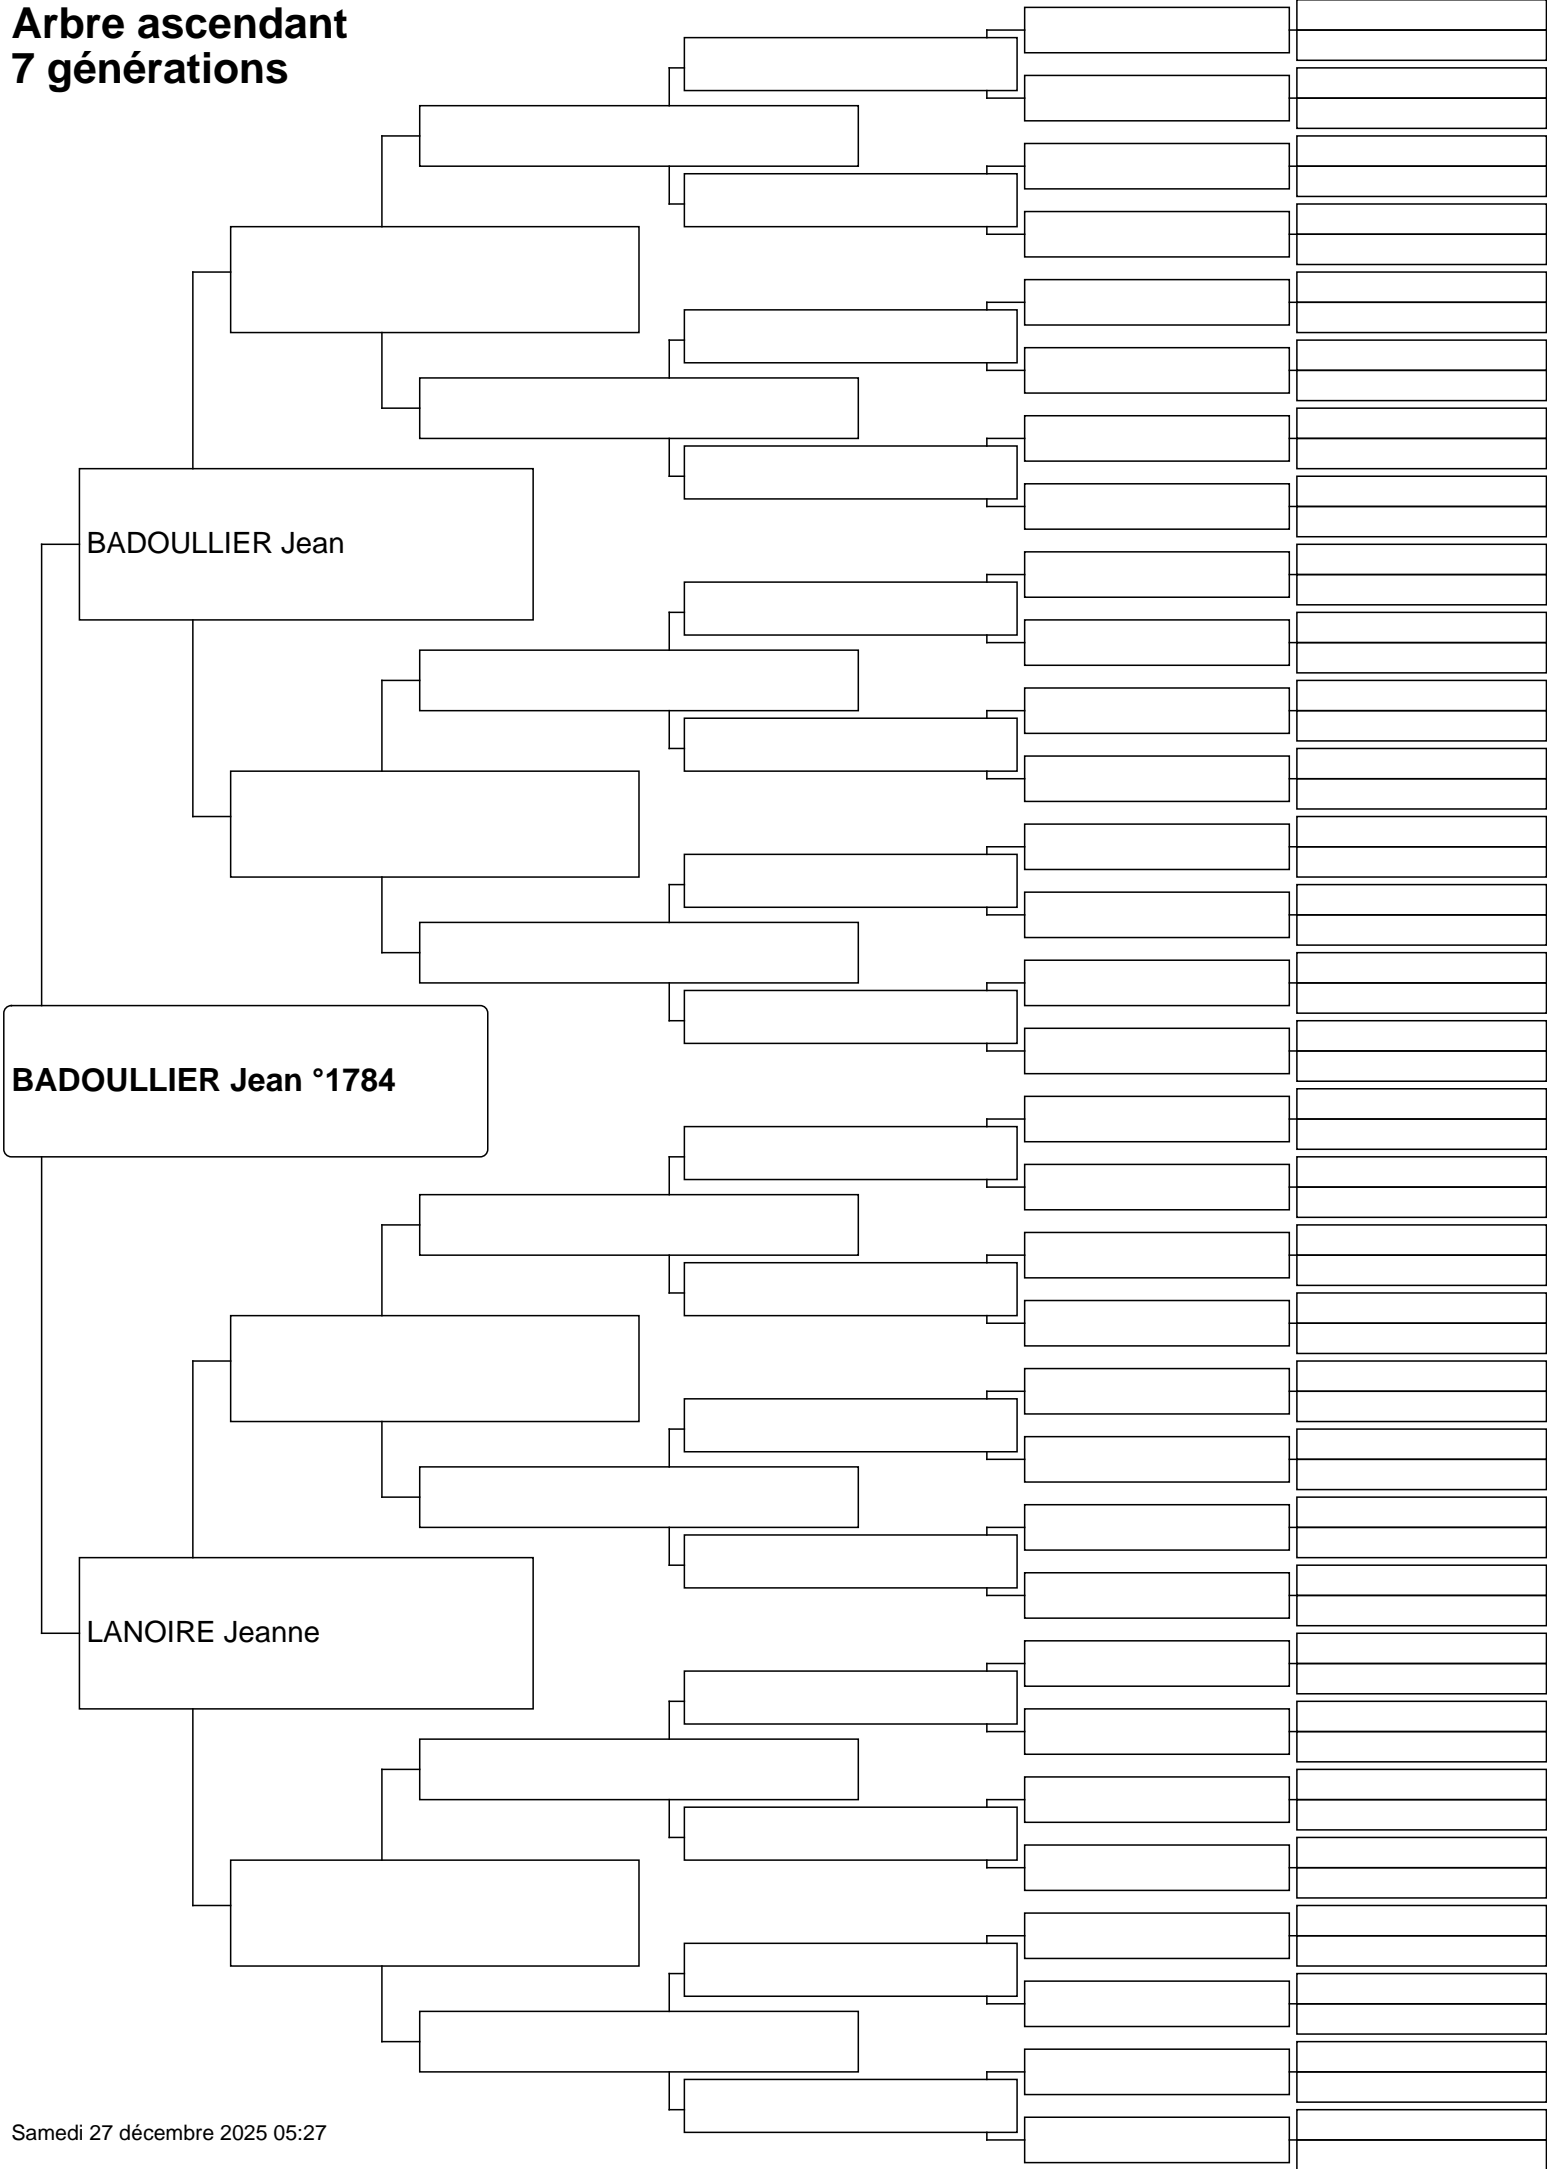 Arbre ascendant
7 générations
BADOULLIER Jean
BADOULLIER Jean °1784
LANOIRE Jeanne
Samedi 27 décembre 2025 05:27